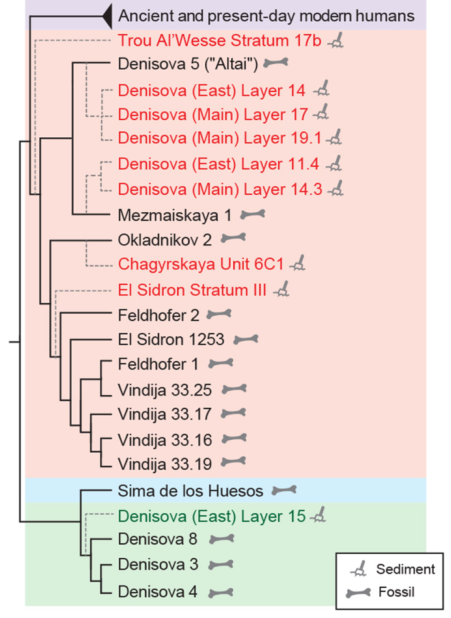 Ancient and present-day modern humans
Trou Al'Wesse Stratum 17b
Denisova 5 ("Altai")
Denisova (East) Layer 14
Denisova (Main) Layer 17
Denisova (Main) Layer 19.1
Denisova (East) Layer 11.4
Denisova (Main) Layer 14.3
Mezmaiskaya 1
Okladnikov 2
Chagyrskaya Unit 6C1
El Sidron Stratum III
Feldhofer 2
El Sidron 1253
Feldhofer 1
Vindija 33.25
Vindija 33.17
Vindija 33.16
Vindija 33.19
Sima de los Huesos
Denisova (East) Layer 15
Denisova 8
Denisova 3
Denisova 4
Sediment
Fossil